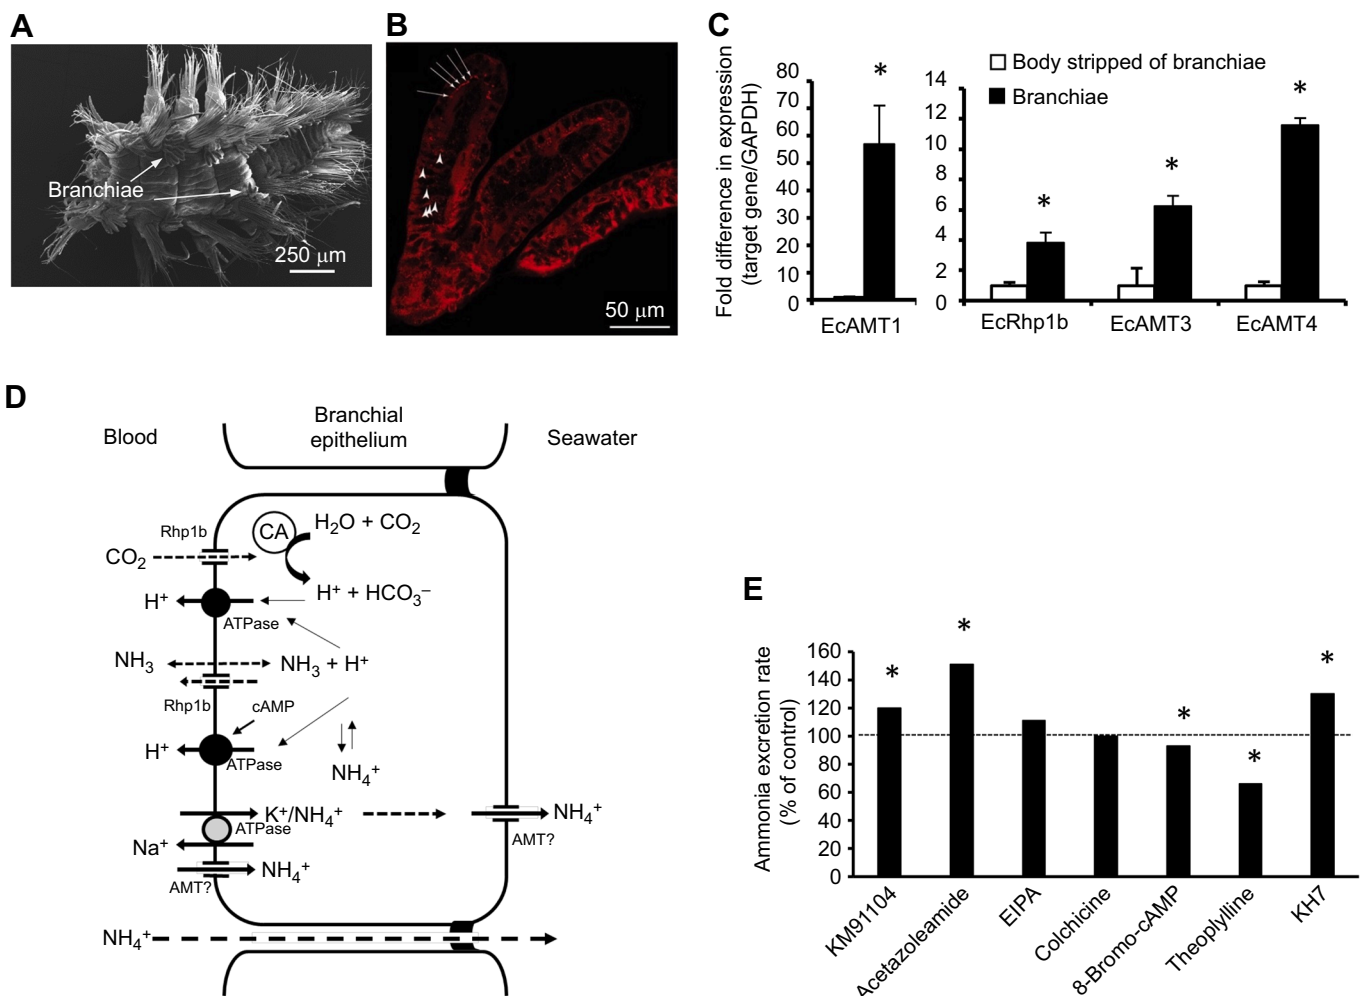 A
Branchiae
250 μm
B
50 μm
C
Fold difference in expression
(target gene/GAPDH)
80
70
60
50
40
30
20
10
0
*
EcAMT1
Body stripped of branchiae
Branchiae
14
12
10
8
6
4
2
0
*
*
*
EcRhp1b
EcAMT3
EcAMT4
D
Blood
Branchial
epithelium
Seawater
Rhp1b
CA
H₂O + CO₂
CO₂
H⁺ + HCO₃⁻
H⁺
ATPase
NH₃
NH₃ + H⁺
Rhp1b
cAMP
H⁺
ATPase
NH₄⁺
K⁺/NH₄⁺
NH₄⁺
ATPase
AMT?
Na⁺
NH₄⁺
AMT?
NH₄⁺
E
Ammonia excretion rate
(% of control)
160
140
120
100
80
60
40
20
0
*
*
*
*
*
KM91104
Acetazoleamide
EIPA
Colchicine
8-Bromo-cAMP
Theoplylline
KH7